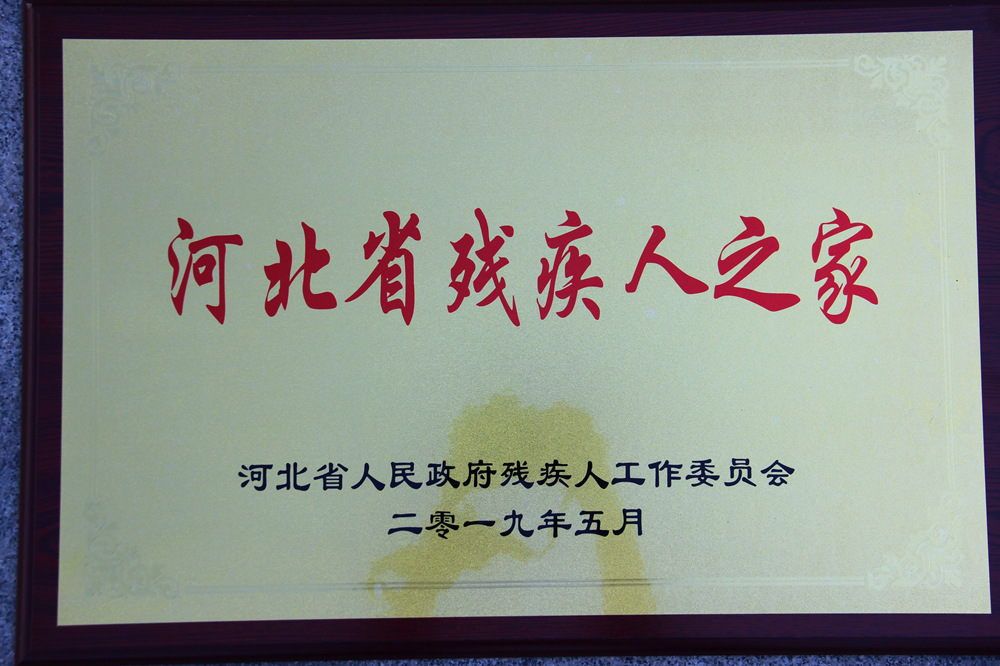 河北省残疾人之家
河北省人民政府残疾人工作委员会
二零一九年五月